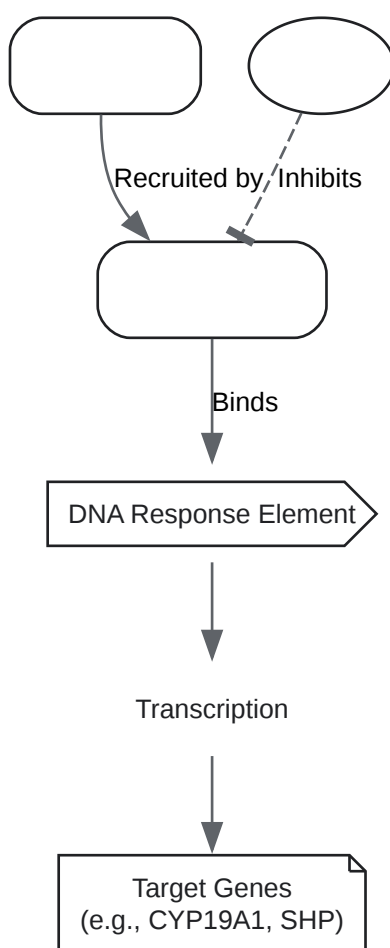 Recruited by
Inhibits
Binds
DNA Response Element
Transcription
Target Genes
(e.g., CYP19A1, SHP)